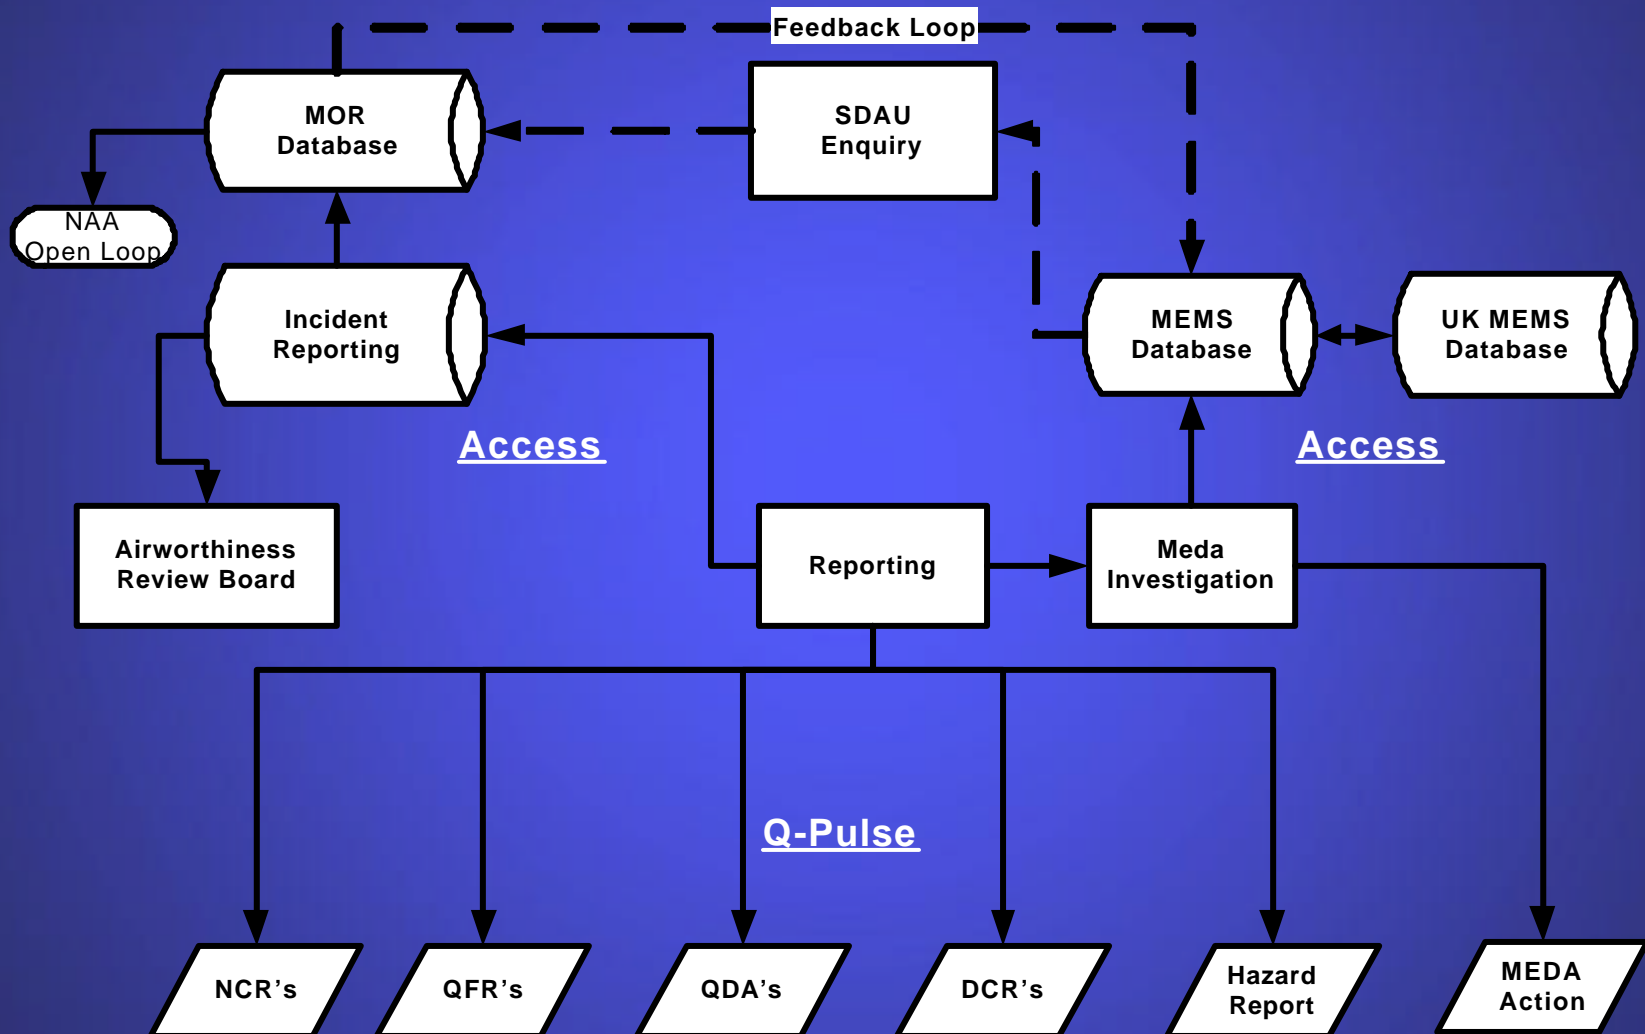 Feedback Loop
MOR
Database
SDAU
Enquiry
NAA
Open Loop
Incident
Reporting
MEMS
Database
UK MEMS
Database
Access
Access
Airworthiness
Review Board
Reporting
Meda
Investigation
Q-Pulse
NCR's
QFR's
QDA's
DCR's
Hazard
Report
MEDA
Action